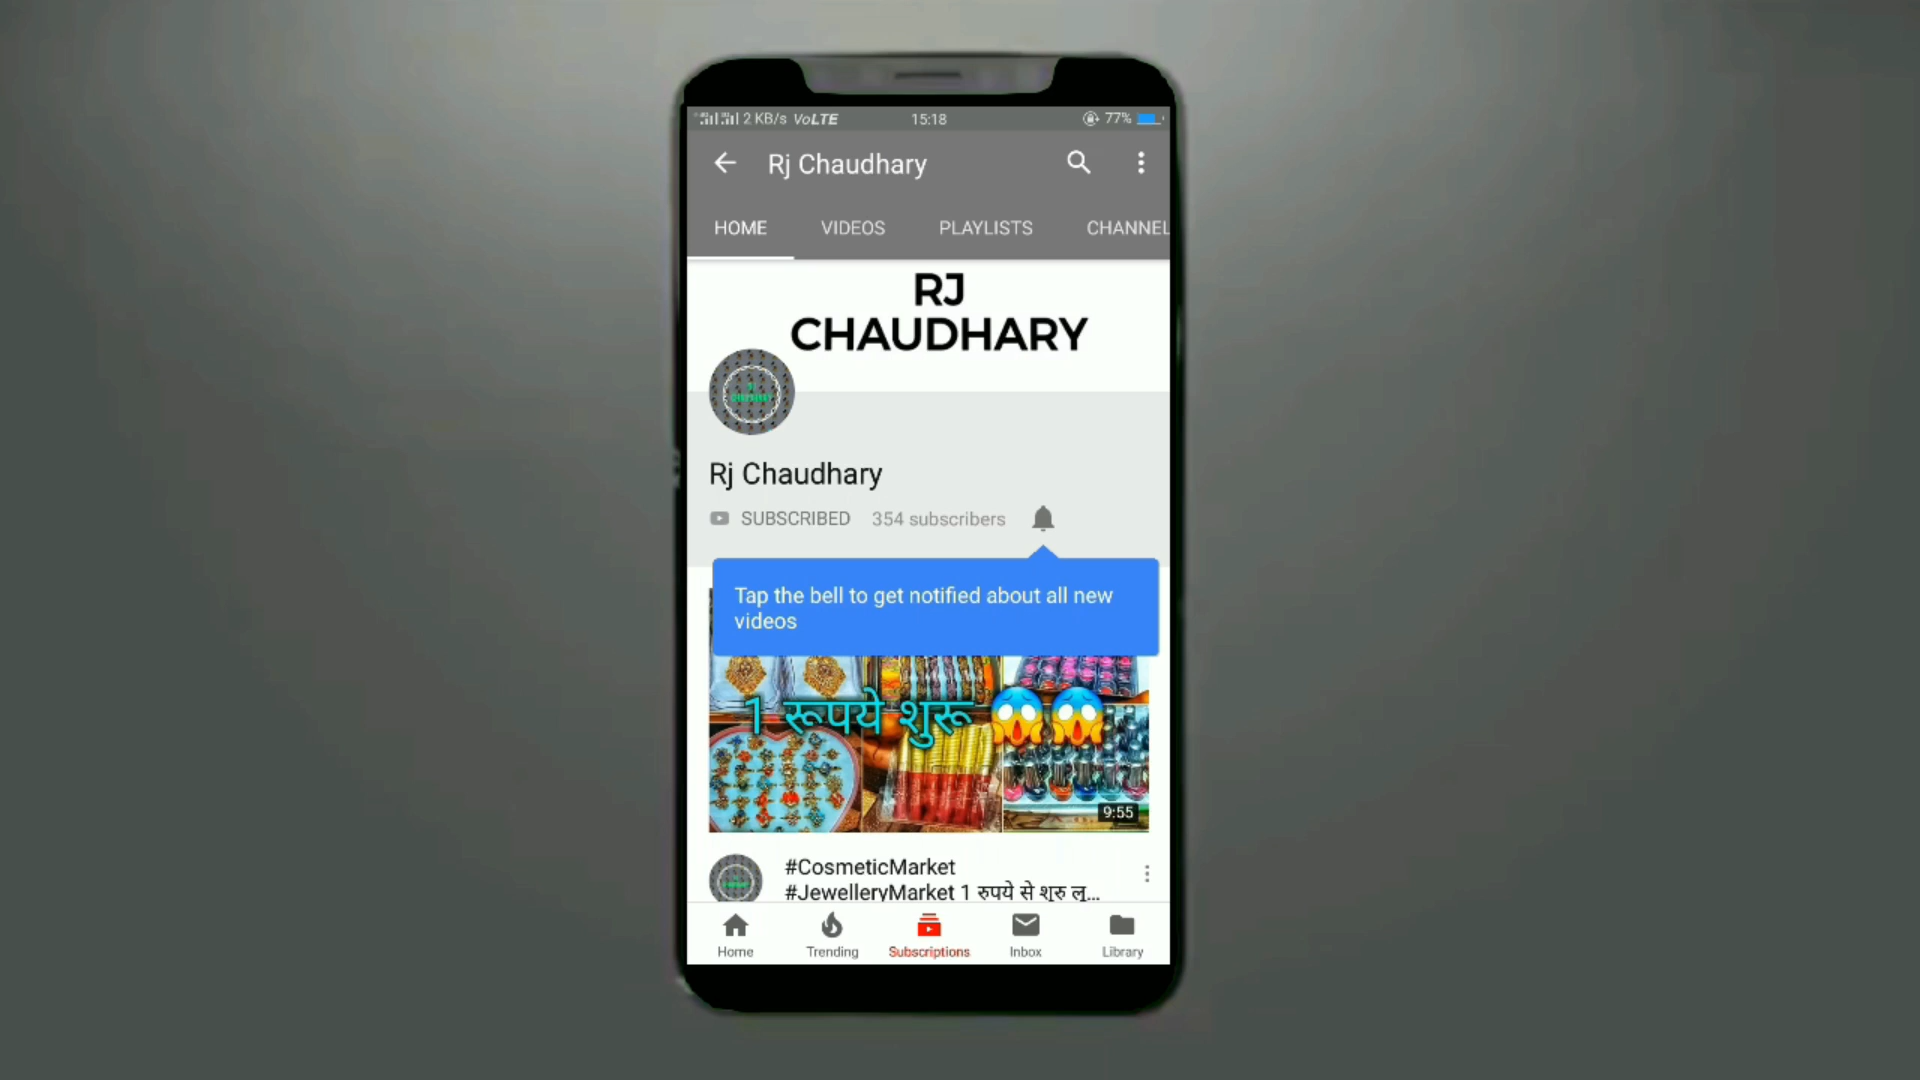 2 KB/s VoLTE 15:18 77%
Rj Chaudhary
HOME VIDEOS PLAYLISTS CHANNEL
RJ
CHAUDHARY
Rj Chaudhary
SUBSCRIBED 354 subscribers
Tap the bell to get notified about all new
videos
1 रूपये शुरू
9:55
#CosmeticMarket
#JewelleryMarket 1 रुपये से शुरु लु...
Home Trending Subscriptions Inbox Library